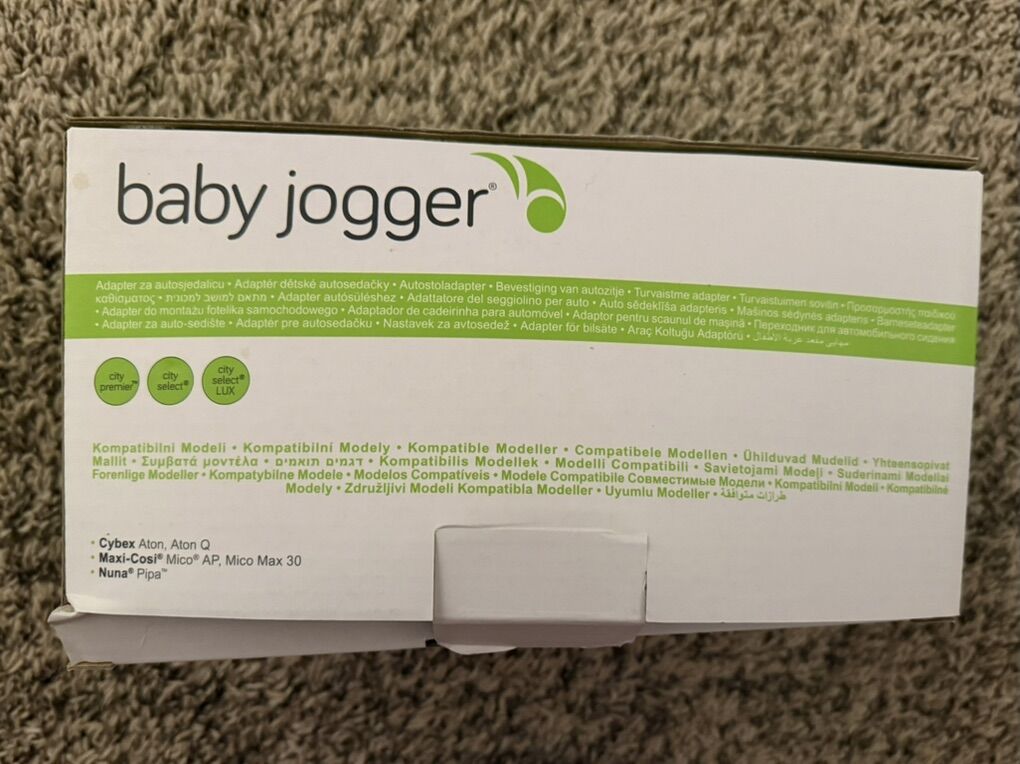 baby jogger®
Adapter za autosjedalicu • Adaptér dětské autosedačky • Autostoladapter • Bevestiging van autozitje • Turvaistme adapter • Turvaistuimen sovitin • Προσαρμοστής παιδικού
καθίσματος • מתאם למושב למכונית • Adapter autósüléshez • Adattatore del seggiolino per auto • Auto sēdeklīša adapteris • Mašinos sėdynės adapteris • Barneseteadapter
• Adapter do montażu fotelika samochodowego • Adaptador de cadeirinha para automóvel • Adaptor pentru scaunul de mașină • Переходник для автомобильного сидения
• Adapter za auto-sedište • Adaptér pre autosedačku • Nastavek za avtosedež • Adapter för bilsäte • Araç Koltuğu Adaptörü • مهايئ مقعد عربة الأطفال
city
premier™
city
select®
city
select®
LUX
Kompatibilni Modeli • Kompatibilní Modely • Kompatible Modeller • Compatibele Modellen • Ühilduvad Mudelid • Yhteensopivat
Mallit • Συμβατά μοντέλα • דגמים תואמים • Kompatibilis Modellek • Modelli Compatibili • Savietojami Modeļi • Suderinami Modeliai
Forenlige Modeller • Kompatybilne Modele • Modelos Compatíveis • Modele Compatibile Совместимые Модели • Kompatibilni Modeli • Kompatibilné
Modely • Združljivi Modeli Kompatibla Modeller • Uyumlu Modeller • طرازات متوافقة
• Cybex Aton, Aton Q
• Maxi-Cosi® Mico® AP, Mico Max 30
• Nuna® Pipa™